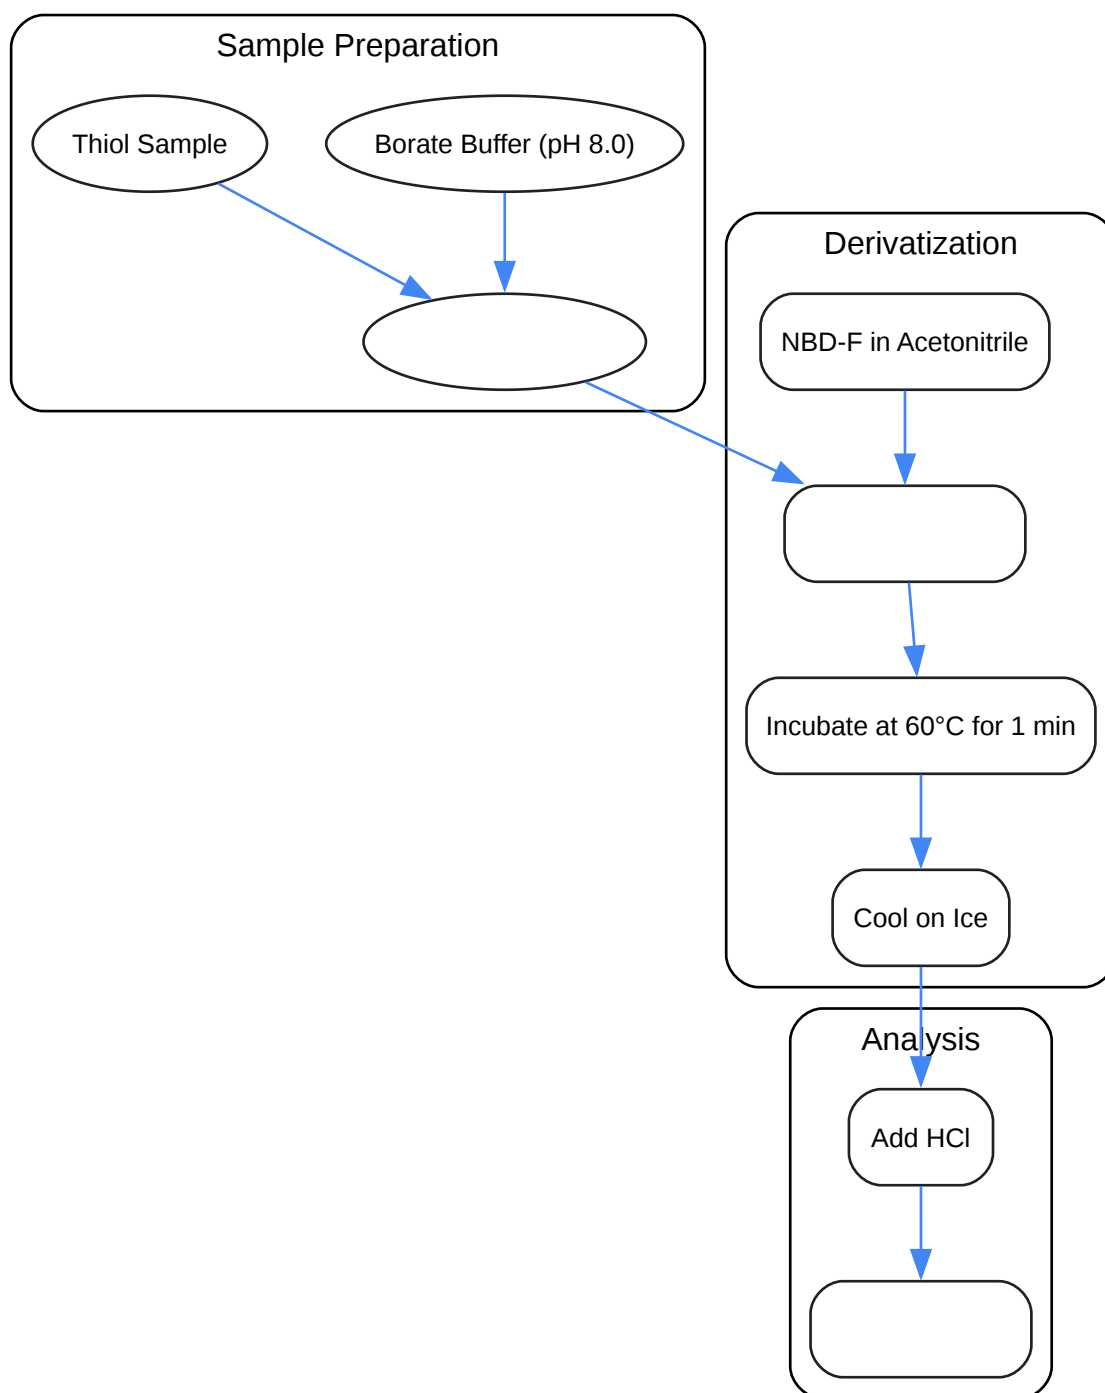 Sample Preparation
Thiol Sample
Borate Buffer (pH 8.0)
Derivatization
NBD-F in Acetonitrile
Incubate at 60°C for 1 min
Cool on Ice
Analysis
Add HCl